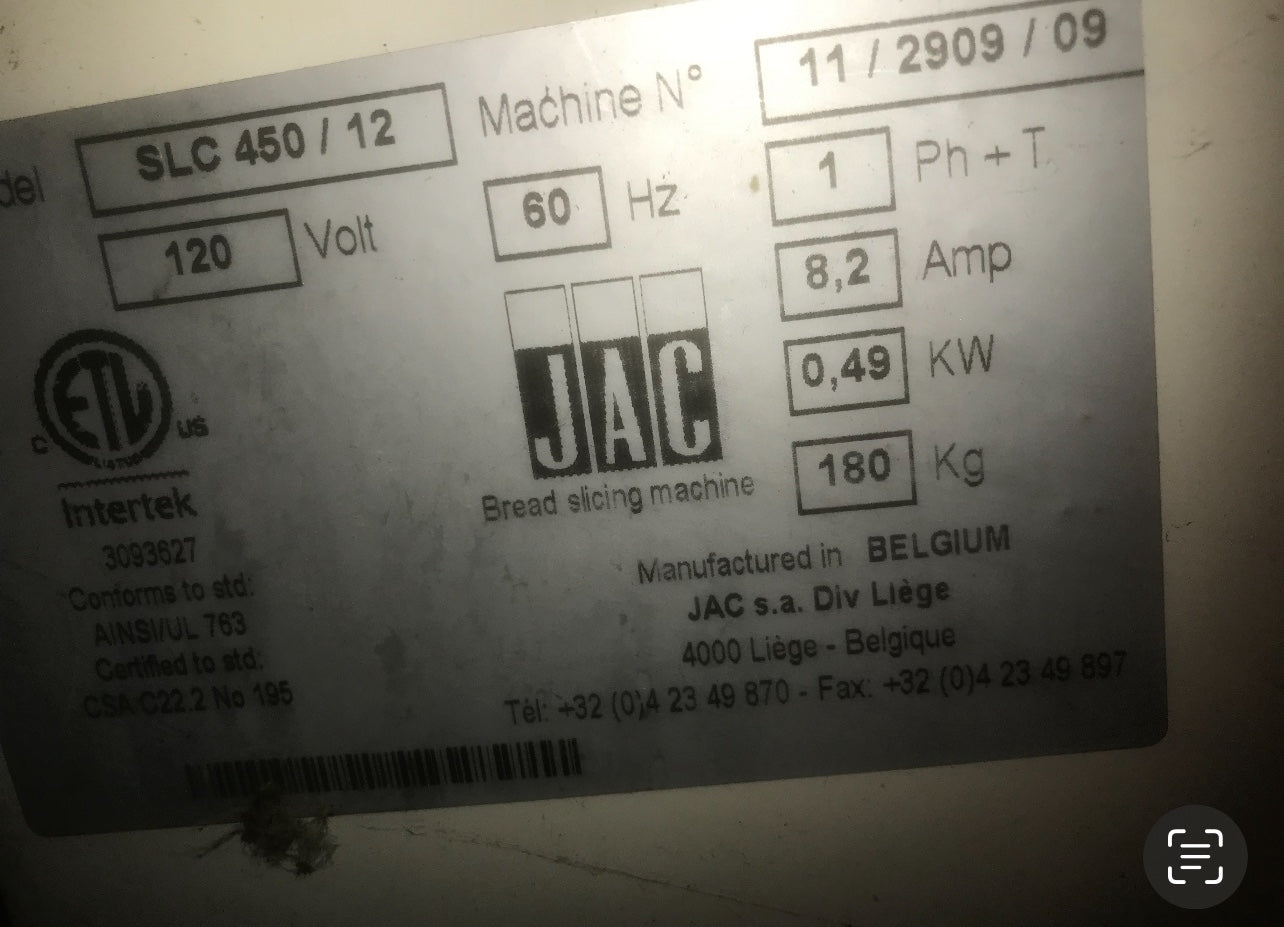 del SLC 450 / 12 Machine N° 11 / 2909 / 09
120 Volt 60 Hz 1 Ph + T
8,2 Amp
0,49 KW
180 Kg
JAC
Bread slicing machine
ETL
C US
LISTED
Intertek
3093627
Conforms to std:
AINSI/UL 763
Certified to std:
CSA C22.2 No 195
Manufactured in BELGIUM
JAC s.a. Div Liège
4000 Liège - Belgique
Tél: +32 (0)4 23 49 870 - Fax: +32 (0)4 23 49 897